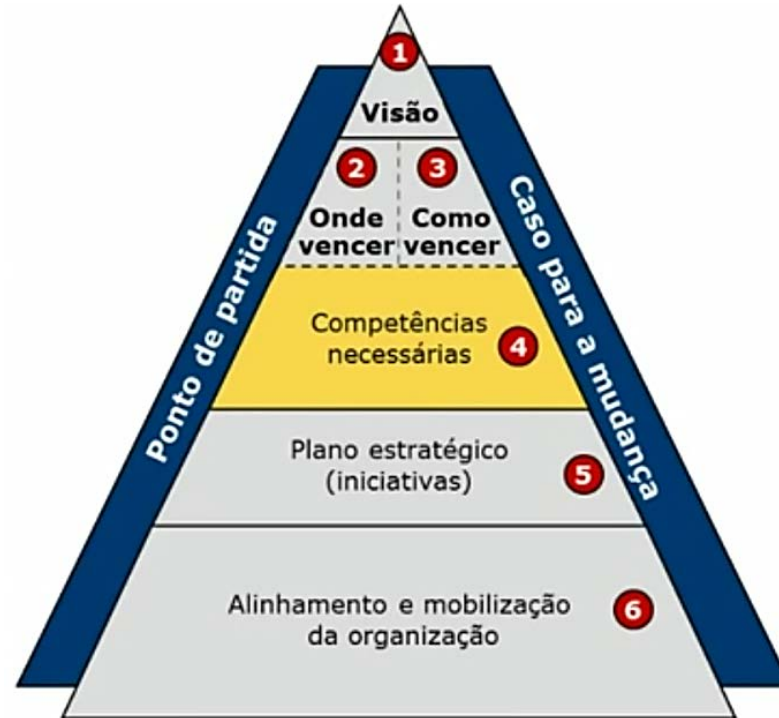 1
Visão
2
3
Onde
vencer
Como
vencer
Competências
necessárias
4
Plano estratégico
(iniciativas)
5
Alinhamento e mobilização
da organização
6
Ponto de partida
Caso para a mudança